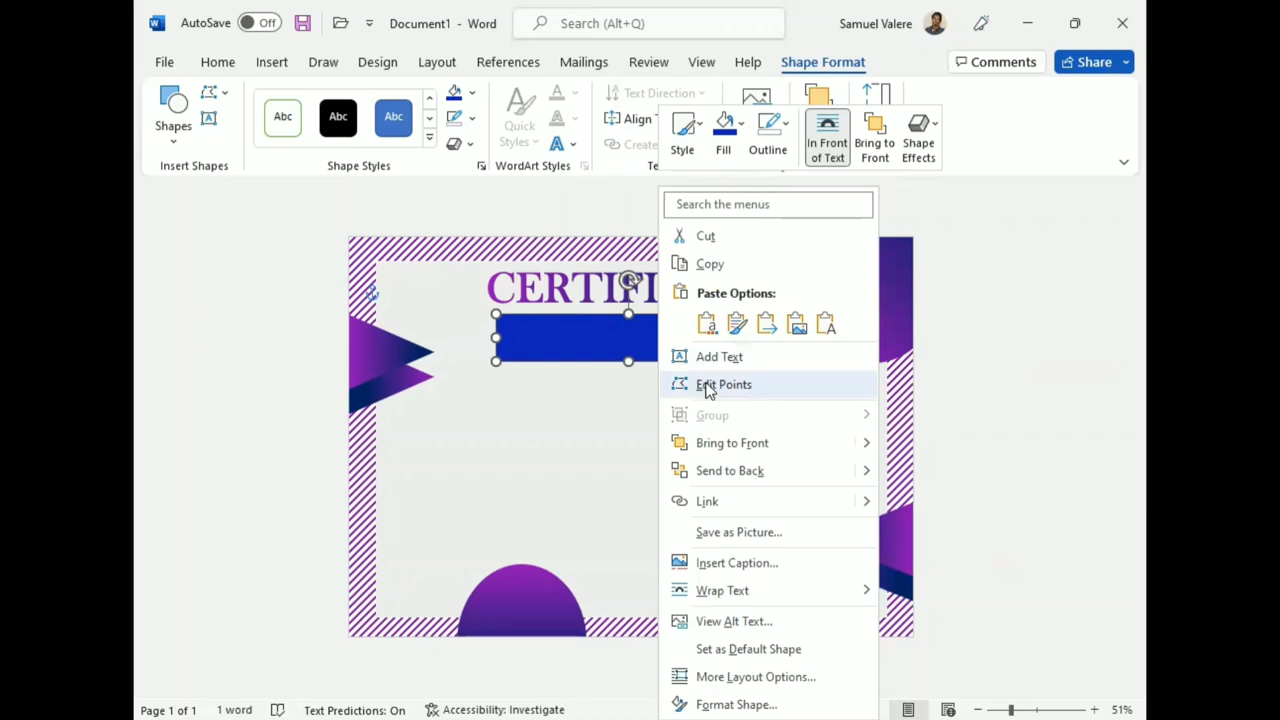 AutoSave Off Document1 - Word Search (Alt+Q) Samuel Valere
File Home Insert Draw Design Layout References Mailings Review View Help Shape Format Comments Share
Shapes
Insert Shapes
Abc Abc Abc
Shape Styles
Quick
Styles
WordArt Styles
Text Direction
Align
Create
Style
Fill
Outline
In Front
of Text
Bring to
Front
Shape
Effects
Search the menus
Cut
Copy
Paste Options:
Add Text
Edit Points
Group
Bring to Front
Send to Back
Link
Save as Picture...
Insert Caption...
Wrap Text
View Alt Text...
Set as Default Shape
More Layout Options...
Format Shape...
CERTIFI
Page 1 of 1 1 word Text Predictions: On Accessibility: Investigate 51%